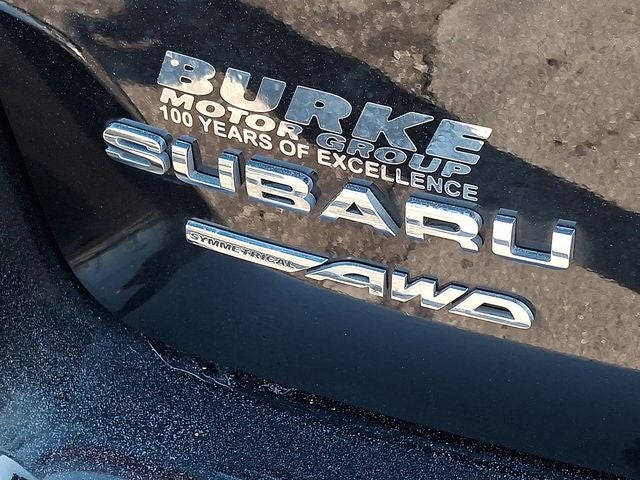 BURKE
MOTOR GROUP
100 YEARS OF EXCELLENCE
SUBARU
SYMMETRICAL AWD